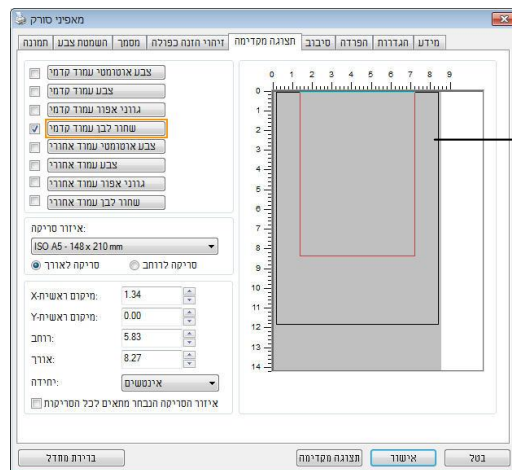 מאפיני סורק
תמונה
השמטת צבע
מסמך
זיהוי הזנה כפולה
תצוגה מקדימה
סיבוב
הפרדה
הגדרות
מידע
צבע אוטומטי עמוד קדמי
צבע עמוד קדמי
גרוני אפור עמוד קדמי
שחור לבן עמוד קדמי
צבע אוטומטי עמוד אחורי
צבע עמוד אחורי
גרוני אפור עמוד אחורי
שחור לבן עמוד אחורי
איזור סריקה:
ISO A5 - 148 x 210 mm
סריקה לאורך
סריקה לרוחב
מיקום ראשית-X: 1.34
מיקום ראשית-Y: 0.00
רוחב: 5.83
אורך: 8.27
יחידה: אינטשים
איזור הסריקה הנבחר מתאים לכל הסריקות
0 1 2 3 4 5 6 7 8 9
0
1
2
3
4
5
6
7
8
9
10
11
12
13
14
ברירת מחדל
תצוגה מקדימה
אישור
בטל